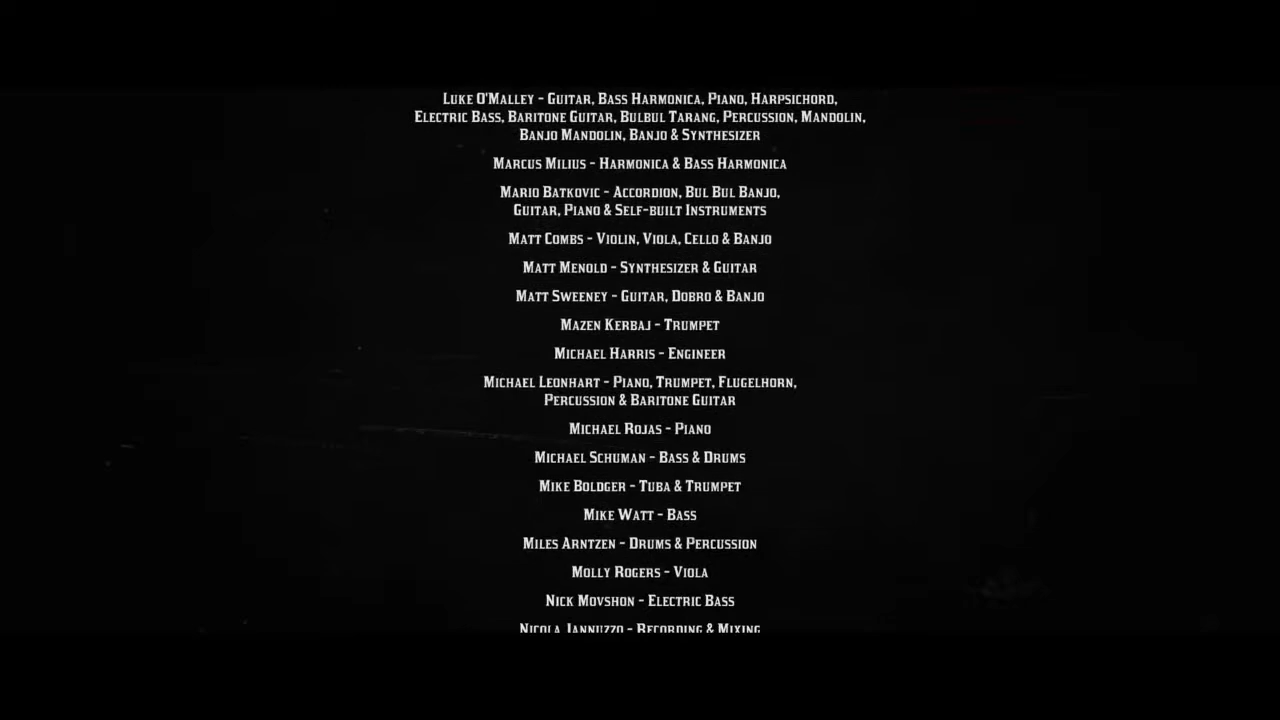 Luke O'Malley - Guitar, Bass Harmonica, Piano, Harpsichord,
Electric Bass, Baritone Guitar, Bulbul Tarang, Percussion, Mandolin,
Banjo Mandolin, Banjo & Synthesizer
Marcus Milius - Harmonica & Bass Harmonica
Mario Batkovic - Accordion, Bul Bul Banjo,
Guitar, Piano & Self-built Instruments
Matt Combs - Violin, Viola, Cello & Banjo
Matt Menold - Synthesizer & Guitar
Matt Sweeney - Guitar, Dobro & Banjo
Mazen Kerbaj - Trumpet
Michael Harris - Engineer
Michael Leonhart - Piano, Trumpet, Flugelhorn,
Percussion & Baritone Guitar
Michael Rojas - Piano
Michael Schuman - Bass & Drums
Mike Boldger - Tuba & Trumpet
Mike Watt - Bass
Miles Arntzen - Drums & Percussion
Molly Rogers - Viola
Nick Movshon - Electric Bass
Nicola Iannuzzo - Recording & Mixing